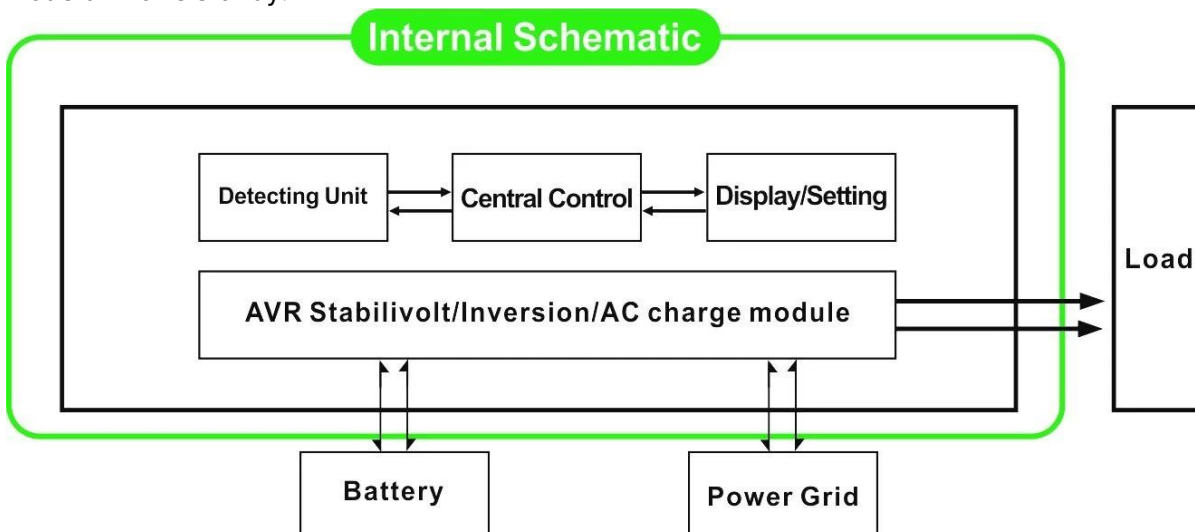 Internal Schematic
Detecting Unit
Central Control
Display/Setting
Load
AVR Stabilivolt/Inversion/AC charge module
Battery
Power Grid